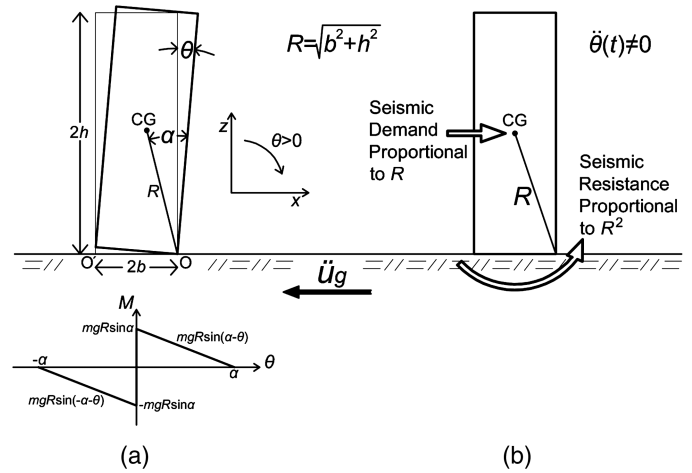 θ
R=√b²+h²
CG
α
2h
R
z
θ>0
x
O'
O
2b
M
mgRsinα
mgRsin(α-θ)
-α
α
θ
mgRsin(-α-θ)
-mgRsinα
(a)
θ̈(t)≠0
Seismic
Demand
Proportional
to R
CG
R
Seismic
Resistance
Proportional
to R²
üg
(b)